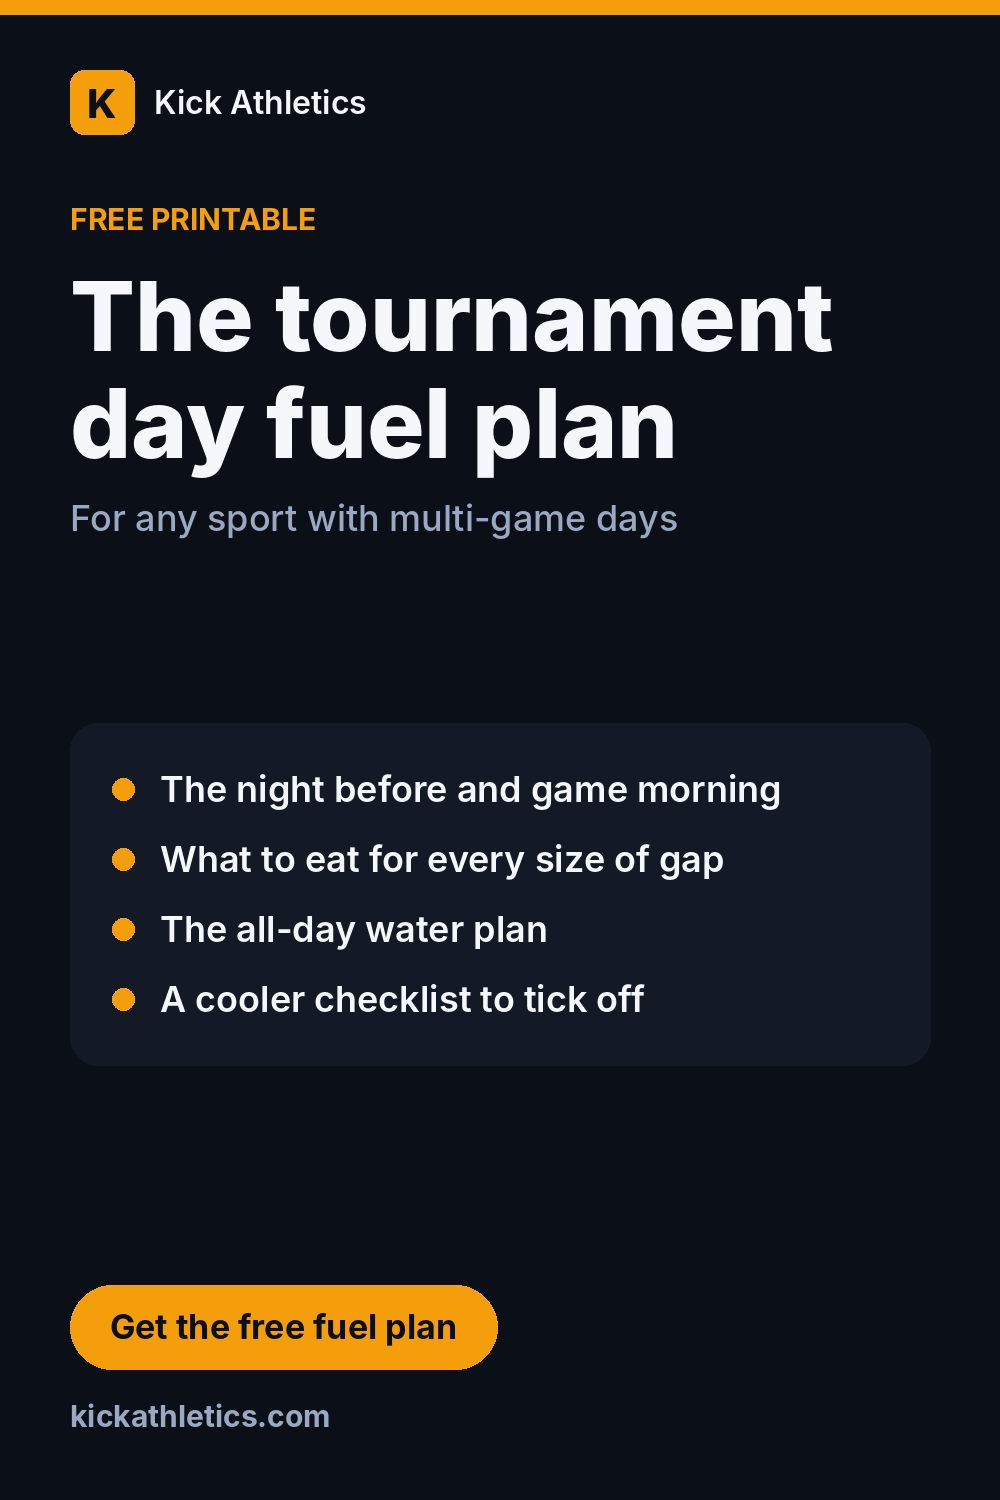 K
Kick Athletics
FREE PRINTABLE
The tournament
day fuel plan
For any sport with multi-game days
The night before and game morning
What to eat for every size of gap
The all-day water plan
A cooler checklist to tick off
Get the free fuel plan
kickathletics.com